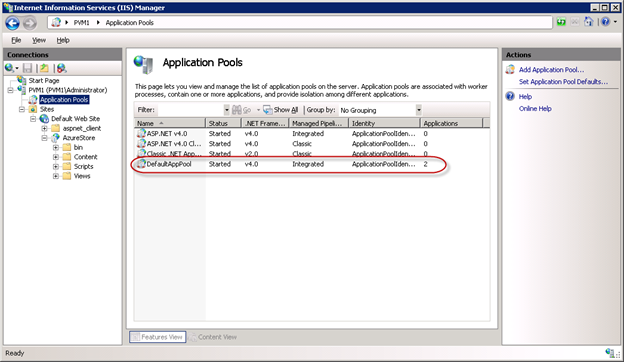 Internet Information Services (IIS) Manager
PVM1 ▸ Application Pools
File View Help
Connections
Start Page
PVM1 (PVM1\Administrator)
Application Pools
Sites
Default Web Site
aspnet_client
AzureStore
bin
Content
Scripts
Views
Application Pools
This page lets you view and manage the list of application pools on the server. Application pools are associated with worker
processes, contain one or more applications, and provide isolation among different applications.
Filter: Go Show All Group by: No Grouping
Name Status .NET Frame... Managed Pipeli... Identity Applications
ASP.NET v4.0 Started v4.0 Integrated ApplicationPoolIden... 0
ASP.NET v4.0 Cl... Started v4.0 Classic ApplicationPoolIden... 0
Classic .NET App... Started v2.0 Classic ApplicationPoolIden... 0
DefaultAppPool Started v4.0 Integrated ApplicationPoolIden... 2
Features View Content View
Actions
Add Application Pool...
Set Application Pool Defaults...
Help
Online Help
Ready